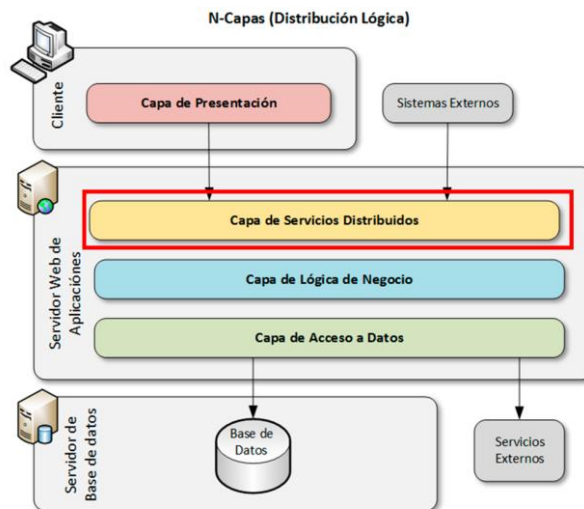 N-Capas (Distribución Lógica)
Cliente
Capa de Presentación
Sistemas Externos
Servidor Web de
Aplicaciónes
Capa de Servicios Distribuidos
Capa de Lógica de Negocio
Capa de Acceso a Datos
Servidor de
Base de datos
Base de
Datos
Servicios
Externos